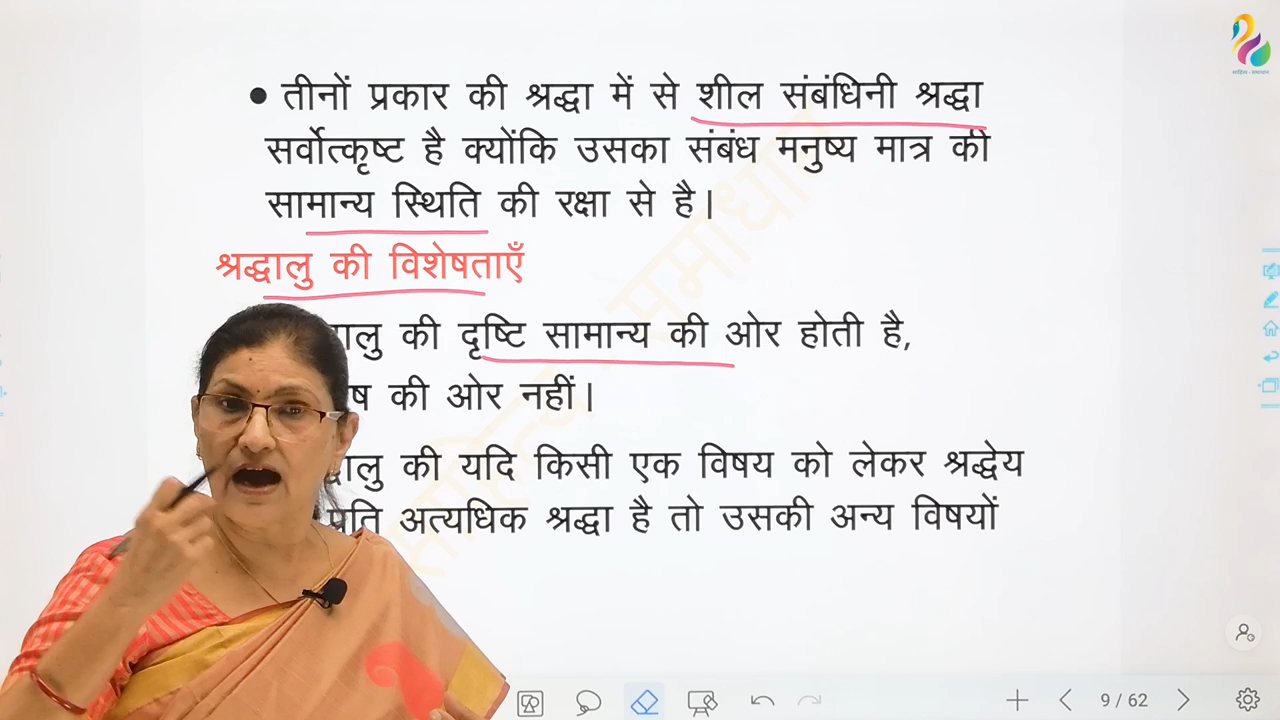 • तीनों प्रकार की श्रद्धा में से शील संबंधिनी श्रद्धा
सर्वोत्कृष्ट है क्योंकि उसका संबंध मनुष्य मात्र की
सामान्य स्थिति की रक्षा से है।
श्रद्धालु की विशेषताएँ
की दृष्टि सामान्य की ओर होती है,
की ओर नहीं।
की यदि किसी एक विषय को लेकर श्रद्धेय
प्रति अत्यधिक श्रद्धा है तो उसकी अन्य विषयों
साहित्य समाधान
9 / 62